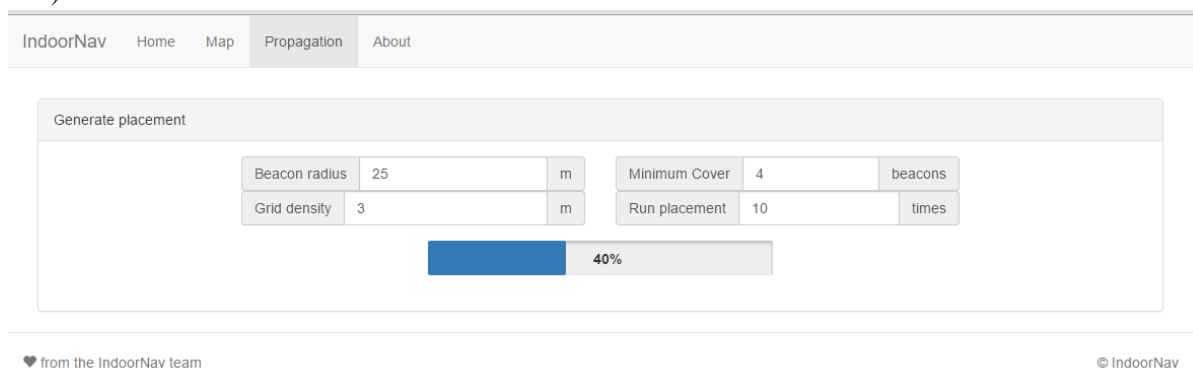 IndoorNav Home Map Propagation About
Generate placement
Beacon radius 25 m Minimum Cover 4 beacons
Grid density 3 m Run placement 10 times
40%
♥ from the IndoorNav team © IndoorNav